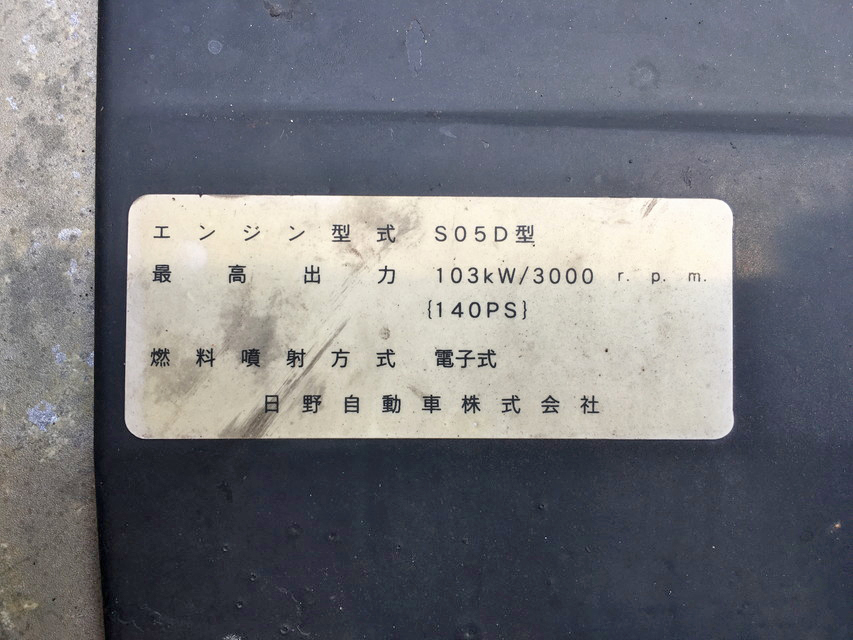 エンジン型式 S05D型
最高出力 103kW/3000 r.p.m.
{140PS}
燃料噴射方式 電子式
日野自動車株式会社